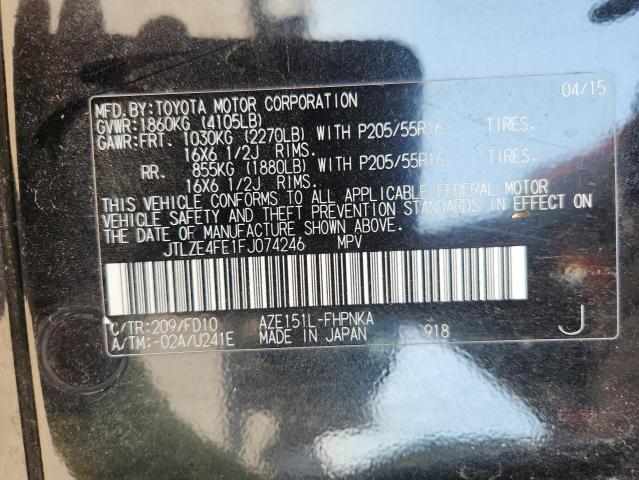 MFD.BY:TOYOTA MOTOR CORPORATION 04/15
GVWR:1860KG (4105LB)
GAWR:FRT. 1030KG (2270LB) WITH P205/55R16 TIRES.
16X6 1/2J RIMS.
RR. 855KG (1880LB) WITH P205/55R16 TIRES.
16X6 1/2J RIMS.
THIS VEHICLE CONFORMS TO ALL APPLICABLE FEDERAL MOTOR
VEHICLE SAFETY AND THEFT PREVENTION STANDARDS IN EFFECT ON
THE DATE OF MANUFACTURE SHOWN ABOVE.
JTLZE4FE1FJ074246 MPV
C/TR:209/FD10 AZE151L-FHPNKA
A/TM:-02A/U241E MADE IN JAPAN 918 J